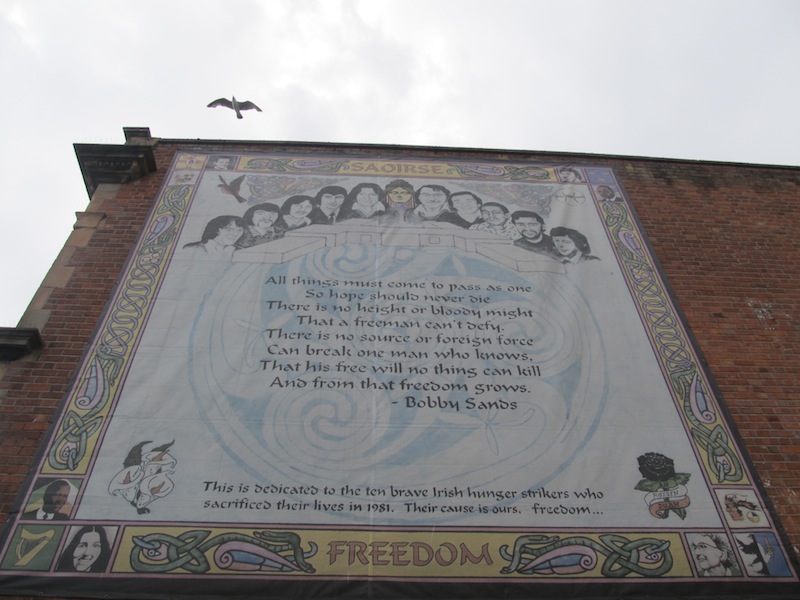 SAOIRSE
All things must come to pass as one
So hope should never die
There is no height or bloody might
That a freeman can't defy.
There is no source or foreign force
Can break one man who knows,
That his free will no thing can kill
And from that freedom grows.
- Bobby Sands
This is dedicated to the ten brave Irish hunger strikers who
sacrificed their lives in 1981. Their cause is ours. freedom...
FREEDOM